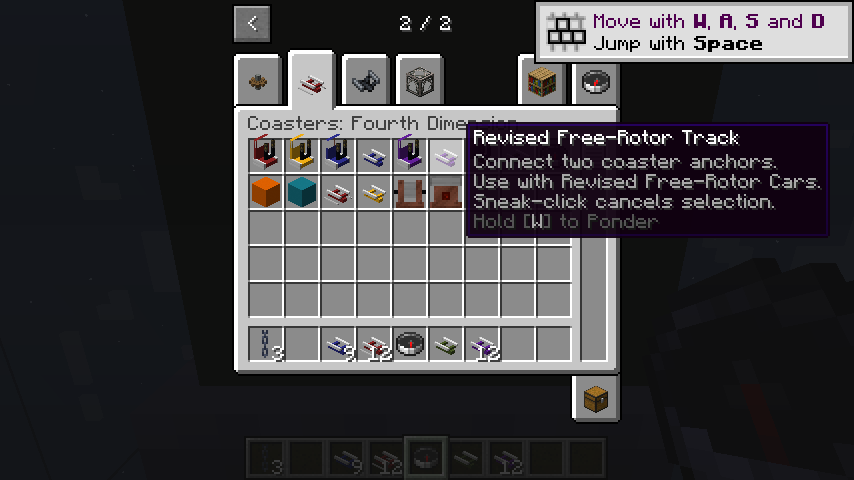 2 / 2
Move with W, A, S and D
Jump with Space
Coasters: Fourth Dimension
Revised Free-Rotor Track
Connect two coaster anchors.
Use with Revised Free-Rotor Cars.
Sneak-click cancels selection.
Hold [W] to Ponder
3
9
12
12
3
9
12
12